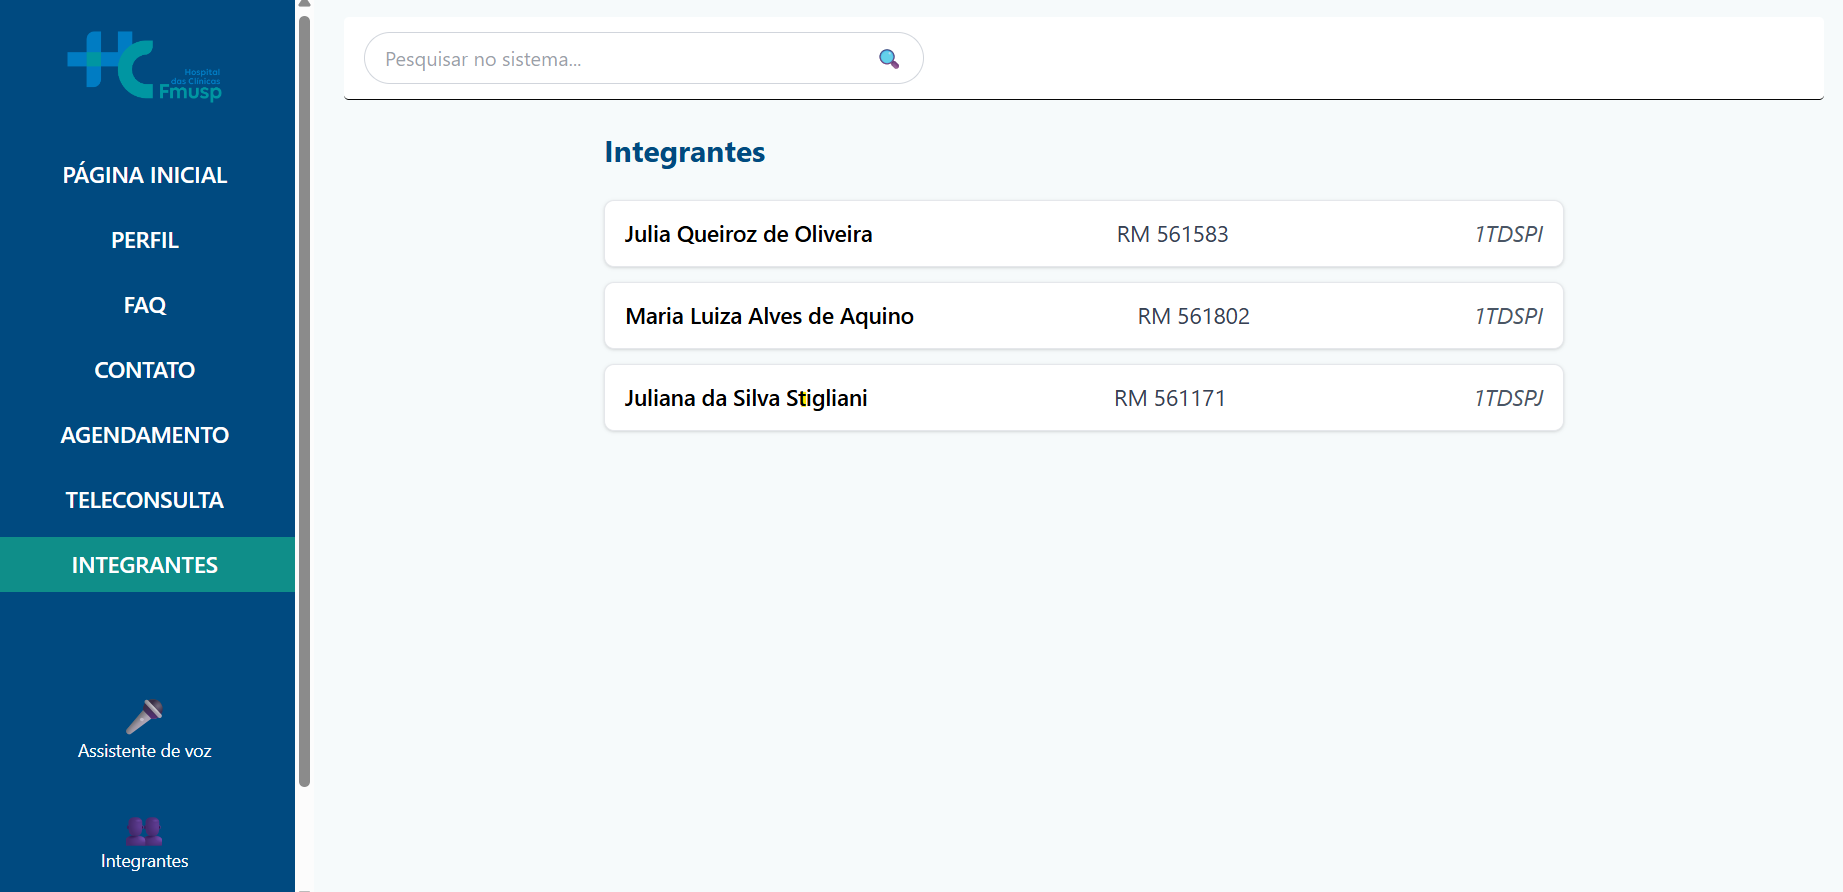 Hospital
das Clínicas
Fmusp
PÁGINA INICIAL
PERFIL
FAQ
CONTATO
AGENDAMENTO
TELECONSULTA
INTEGRANTES
Assistente de voz
Integrantes
Pesquisar no sistema...
Integrantes
Julia Queiroz de Oliveira RM 561583 1TDSPI
Maria Luiza Alves de Aquino RM 561802 1TDSPI
Juliana da Silva Stigliani RM 561171 1TDSPJ